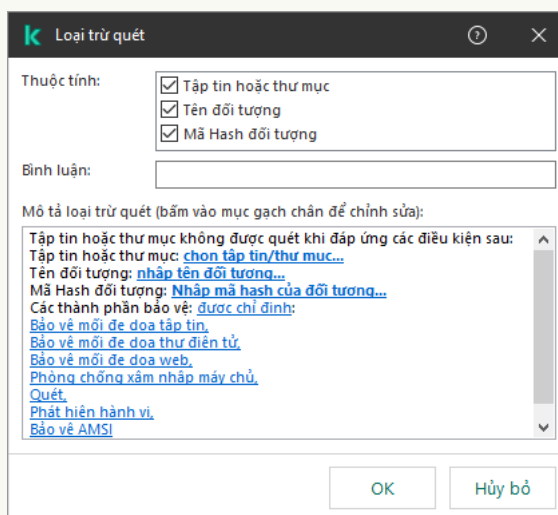 Loại trừ quét
Thuộc tính:
Tập tin hoặc thư mục
Tên đối tượng
Mã Hash đối tượng
Bình luận:
Mô tả loại trừ quét (bấm vào mục gạch chân để chỉnh sửa):
Tập tin hoặc thư mục không được quét khi đáp ứng các điều kiện sau:
Tập tin hoặc thư mục: chọn tập tin/thư mục...
Tên đối tượng: nhập tên đối tượng...
Mã Hash đối tượng: Nhập mã hash của đối tượng...
Các thành phần bảo vệ: được chỉ định:
Bảo vệ mối đe dọa tập tin,
Bảo vệ mối đe dọa thư điện tử,
Bảo vệ mối đe dọa web,
Phòng chống xâm nhập máy chủ,
Quét,
Phát hiện hành vi,
Bảo vệ AMSI
OK
Hủy bỏ